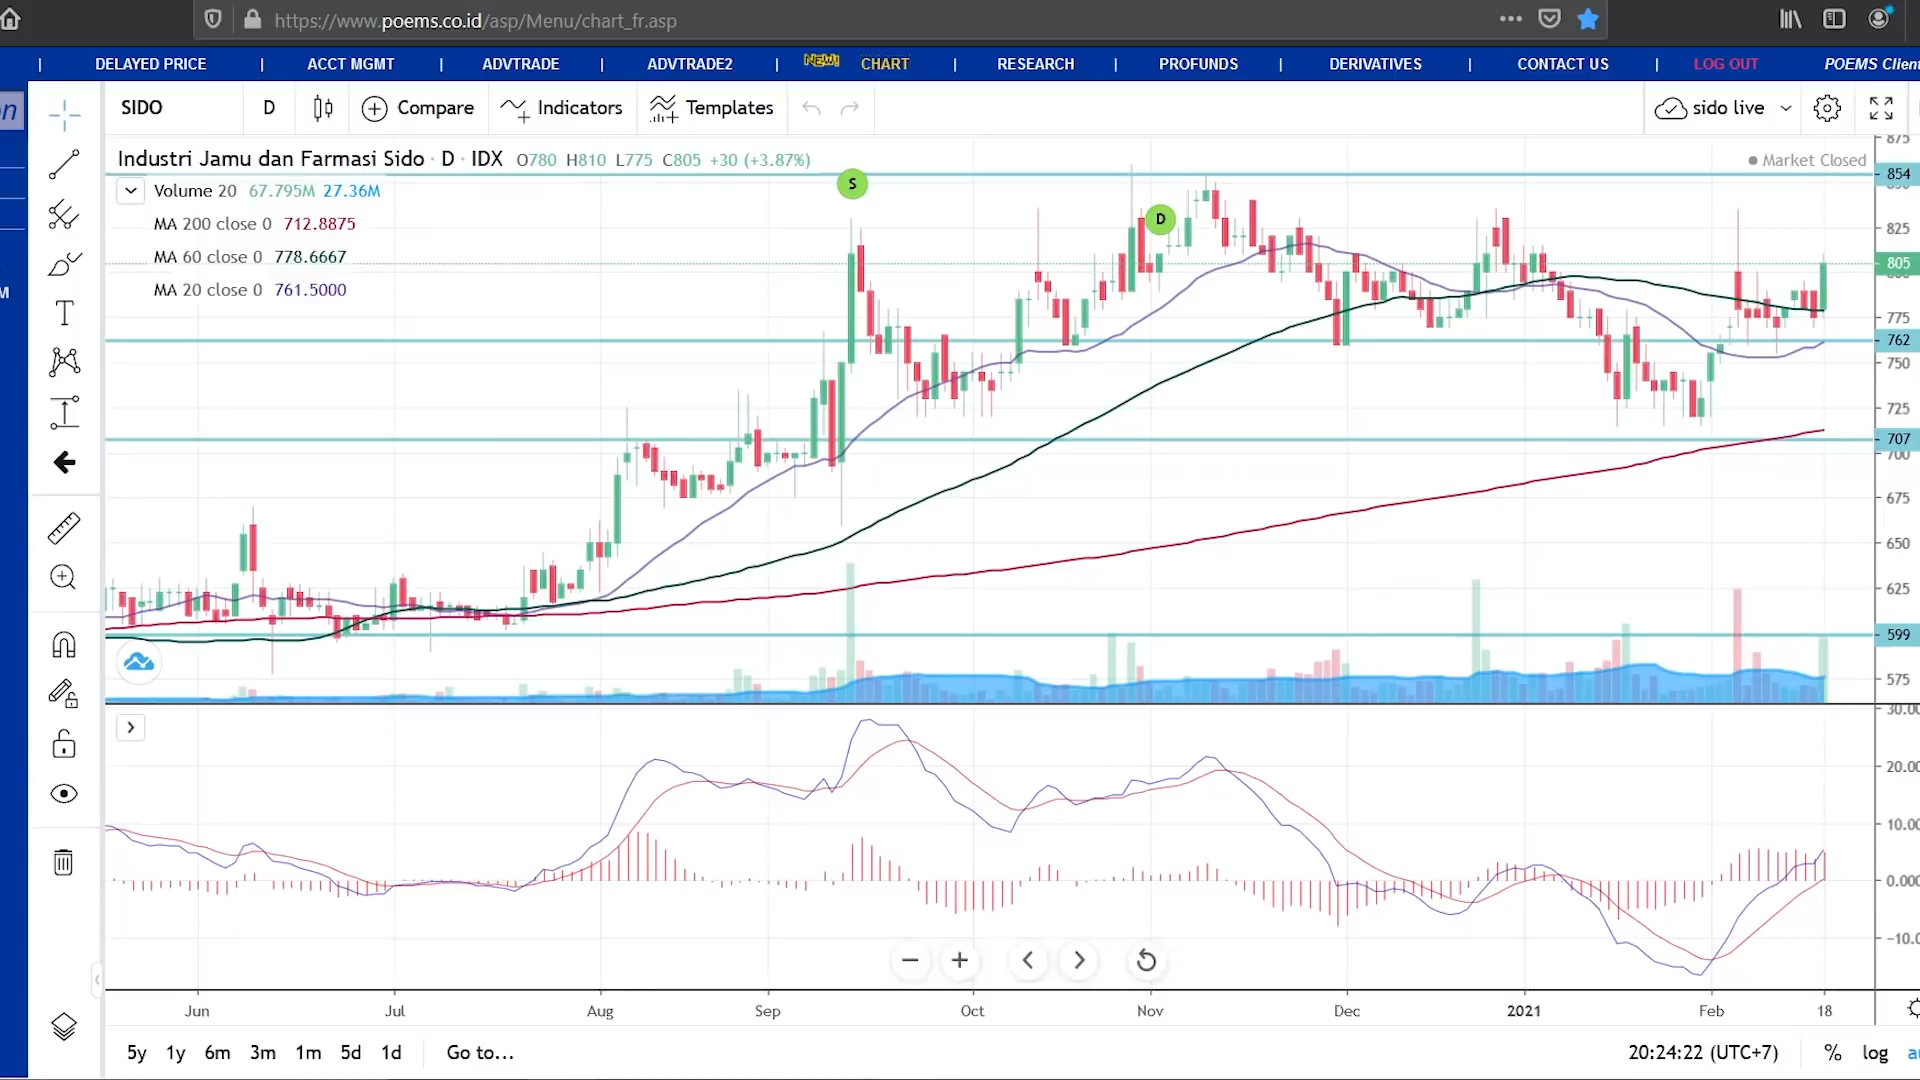 https://www.poems.co.id/asp/Menu/chart_fr.asp
| DELAYED PRICE | ACCT MGMT | ADVTRADE | ADVTRADE2 | NEW! CHART | RESEARCH | PROFUNDS | DERIVATIVES | CONTACT US | LOG OUT POEMS Client
on
SIDO D Compare Indicators Templates sido live
Industri Jamu dan Farmasi Sido · D · IDX O780 H810 L775 C805 +30 (+3.87%) Market Closed
Volume 20 67.795M 27.36M
MA 200 close 0 712.8875
MA 60 close 0 778.6667
MA 20 close 0 761.5000
S
D
M
875
854
825
805
775
762
750
725
707
700
675
650
625
599
575
30.00
20.00
10.00
0.000
−10.0
Jun Jul Aug Sep Oct Nov Dec 2021 Feb 18
5y 1y 6m 3m 1m 5d 1d Go to... 20:24:22 (UTC+7) % log au